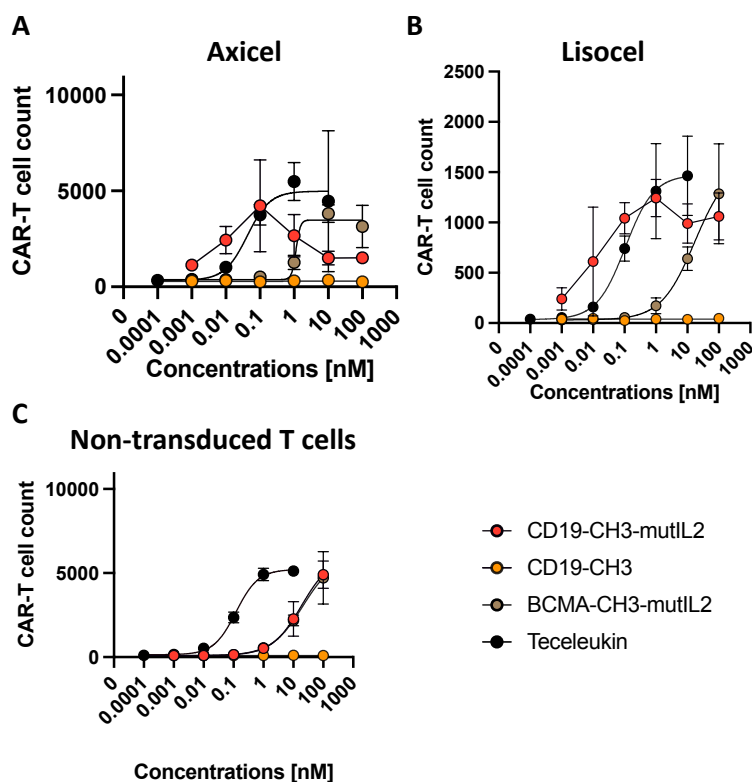 A
Axicel
CAR-T cell count
10000
5000
0
0
0.0001
0.001
0.01
0.1
1
10
100
1000
Concentrations [nM]
B
Lisocel
CAR-T cell count
2500
2000
1500
1000
500
0
0
0.0001
0.001
0.01
0.1
1
10
100
1000
Concentrations [nM]
C
Non-transduced T cells
CAR-T cell count
10000
5000
0
0
0.0001
0.001
0.01
0.1
1
10
100
1000
Concentrations [nM]
CD19-CH3-mutIL2
CD19-CH3
BCMA-CH3-mutIL2
Teceleukin